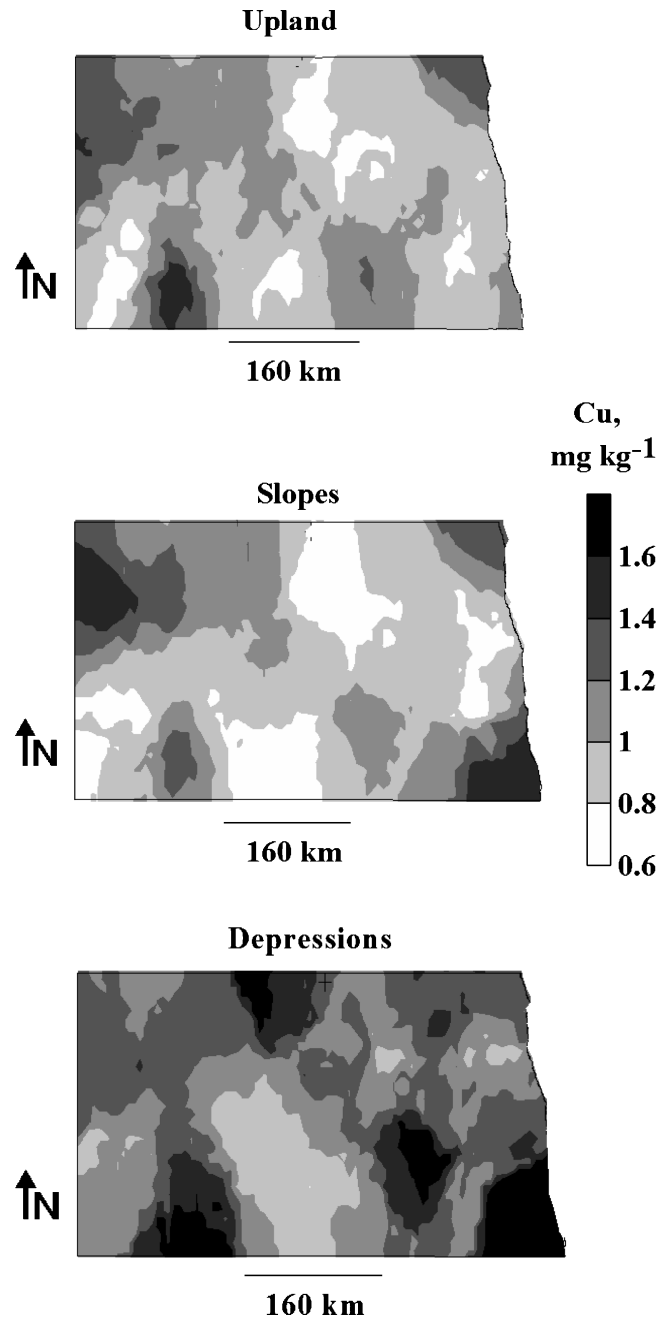 Upland
N
160 km
Cu,
mg kg-1
Slopes
1.6
1.4
1.2
1
0.8
0.6
N
160 km
Depressions
N
160 km